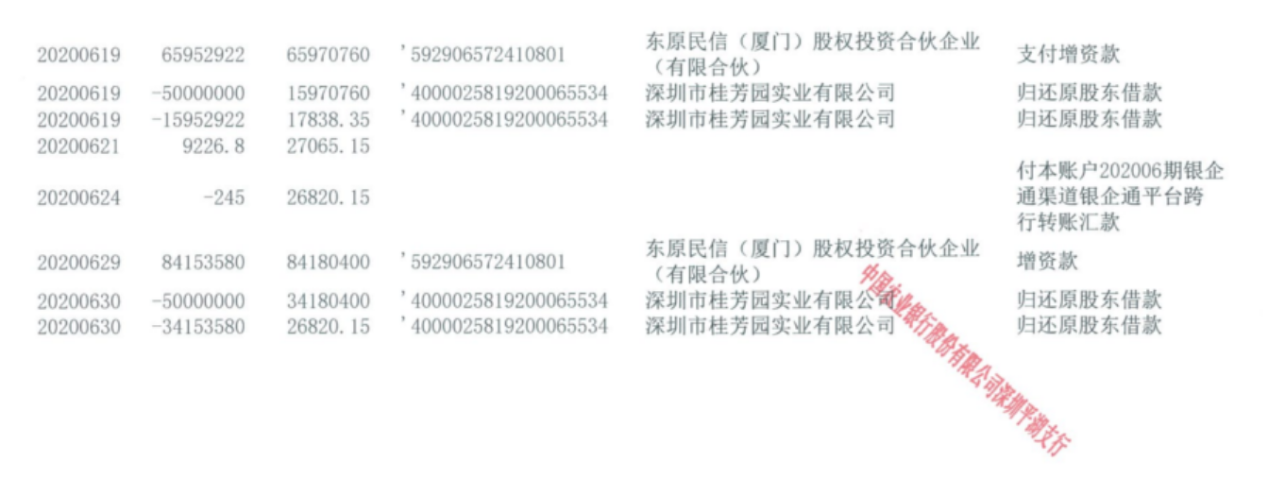 东原民信（厦门）股权投资合伙企业
20200619 65952922 65970760 '592906572410801 （有限合伙） 支付增资款
20200619 -50000000 15970760 '4000025819200065534 深圳市桂芳园实业有限公司 归还原股东借款
20200619 -15952922 17838.35 '4000025819200065534 深圳市桂芳园实业有限公司 归还原股东借款
20200621 9226.8 27065.15
付本账户202006期银企
20200624 -245 26820.15 通渠道银企通平台跨
行转账汇款
东原民信（厦门）股权投资合伙企业
20200629 84153580 84180400 '592906572410801 （有限合伙） 增资款
20200630 -50000000 34180400 '4000025819200065534 深圳市桂芳园实业有限公司 归还原股东借款
20200630 -34153580 26820.15 '4000025819200065534 深圳市桂芳园实业有限公司 归还原股东借款
中国农业银行股份有限公司深圳平湖支行